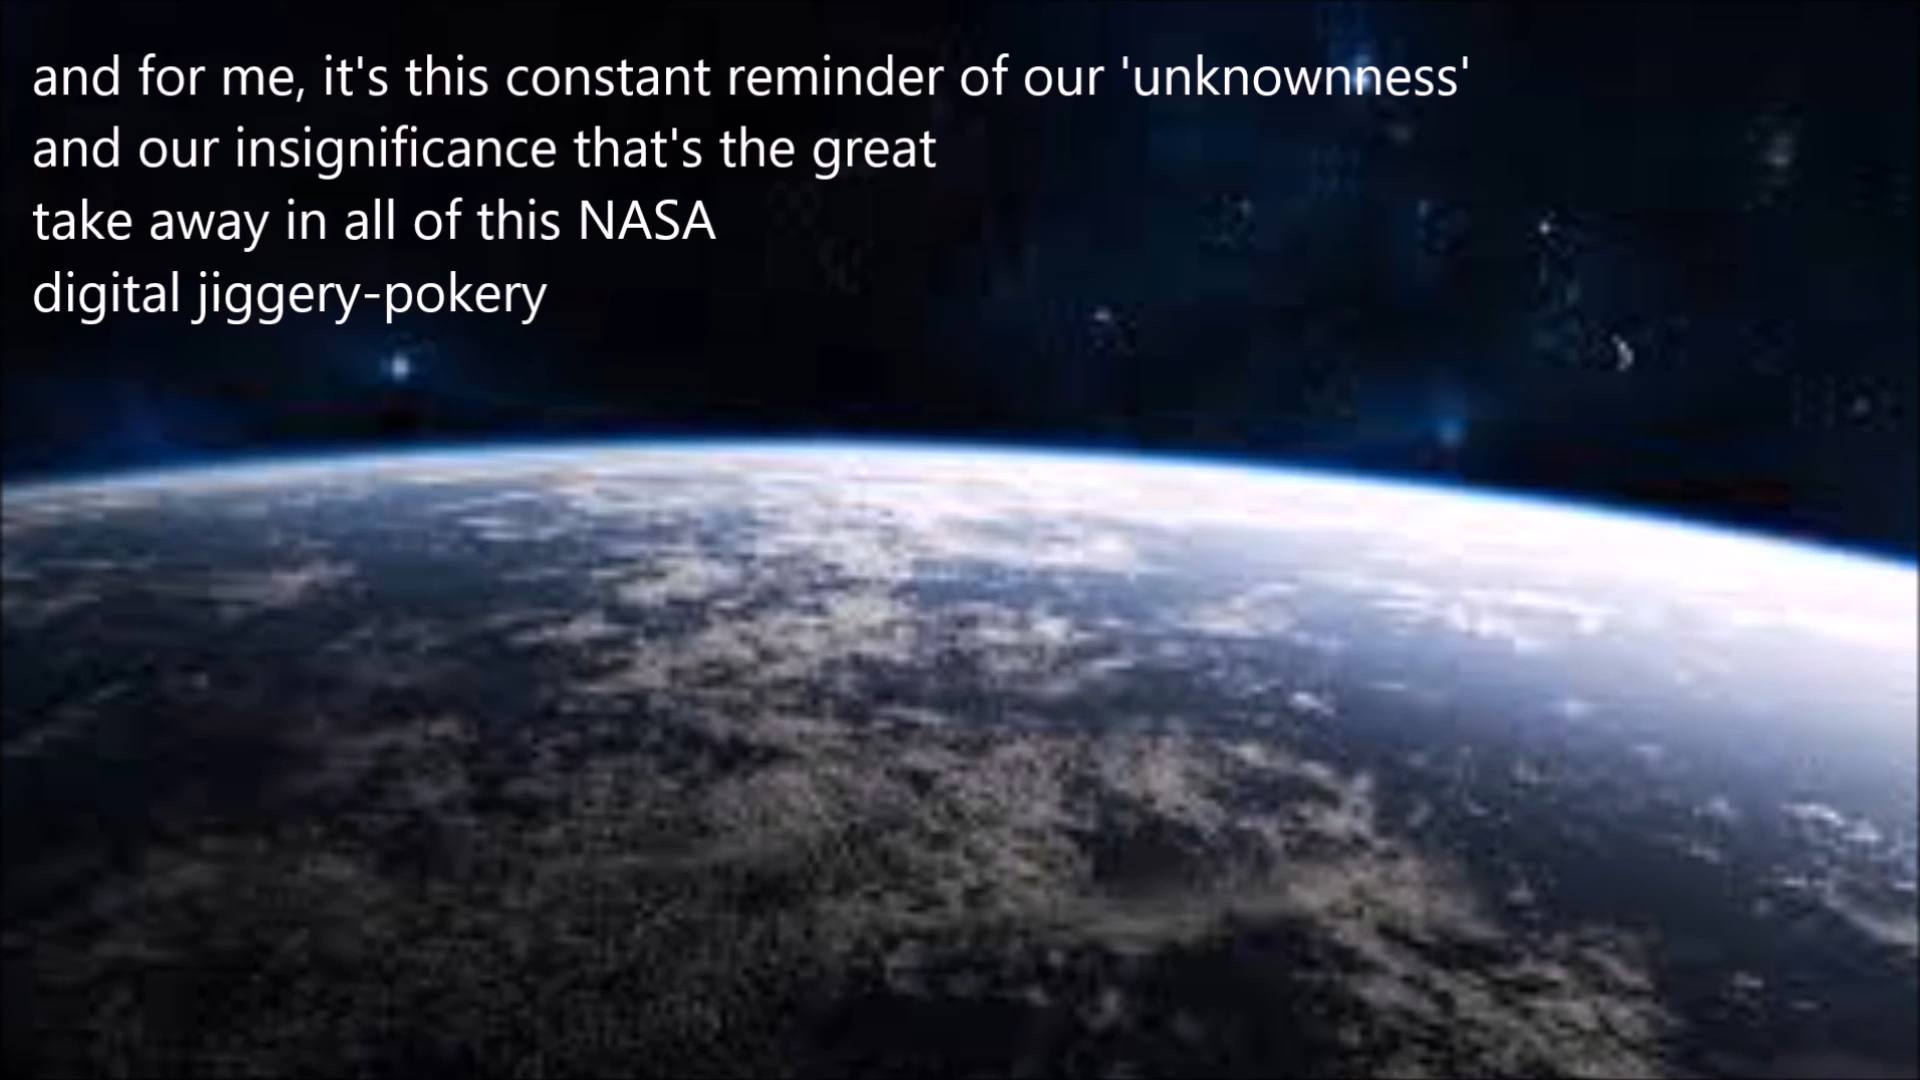 and for me, it's this constant reminder of our 'unknownness'
and our insignificance that's the great
take away in all of this NASA
digital jiggery-pokery